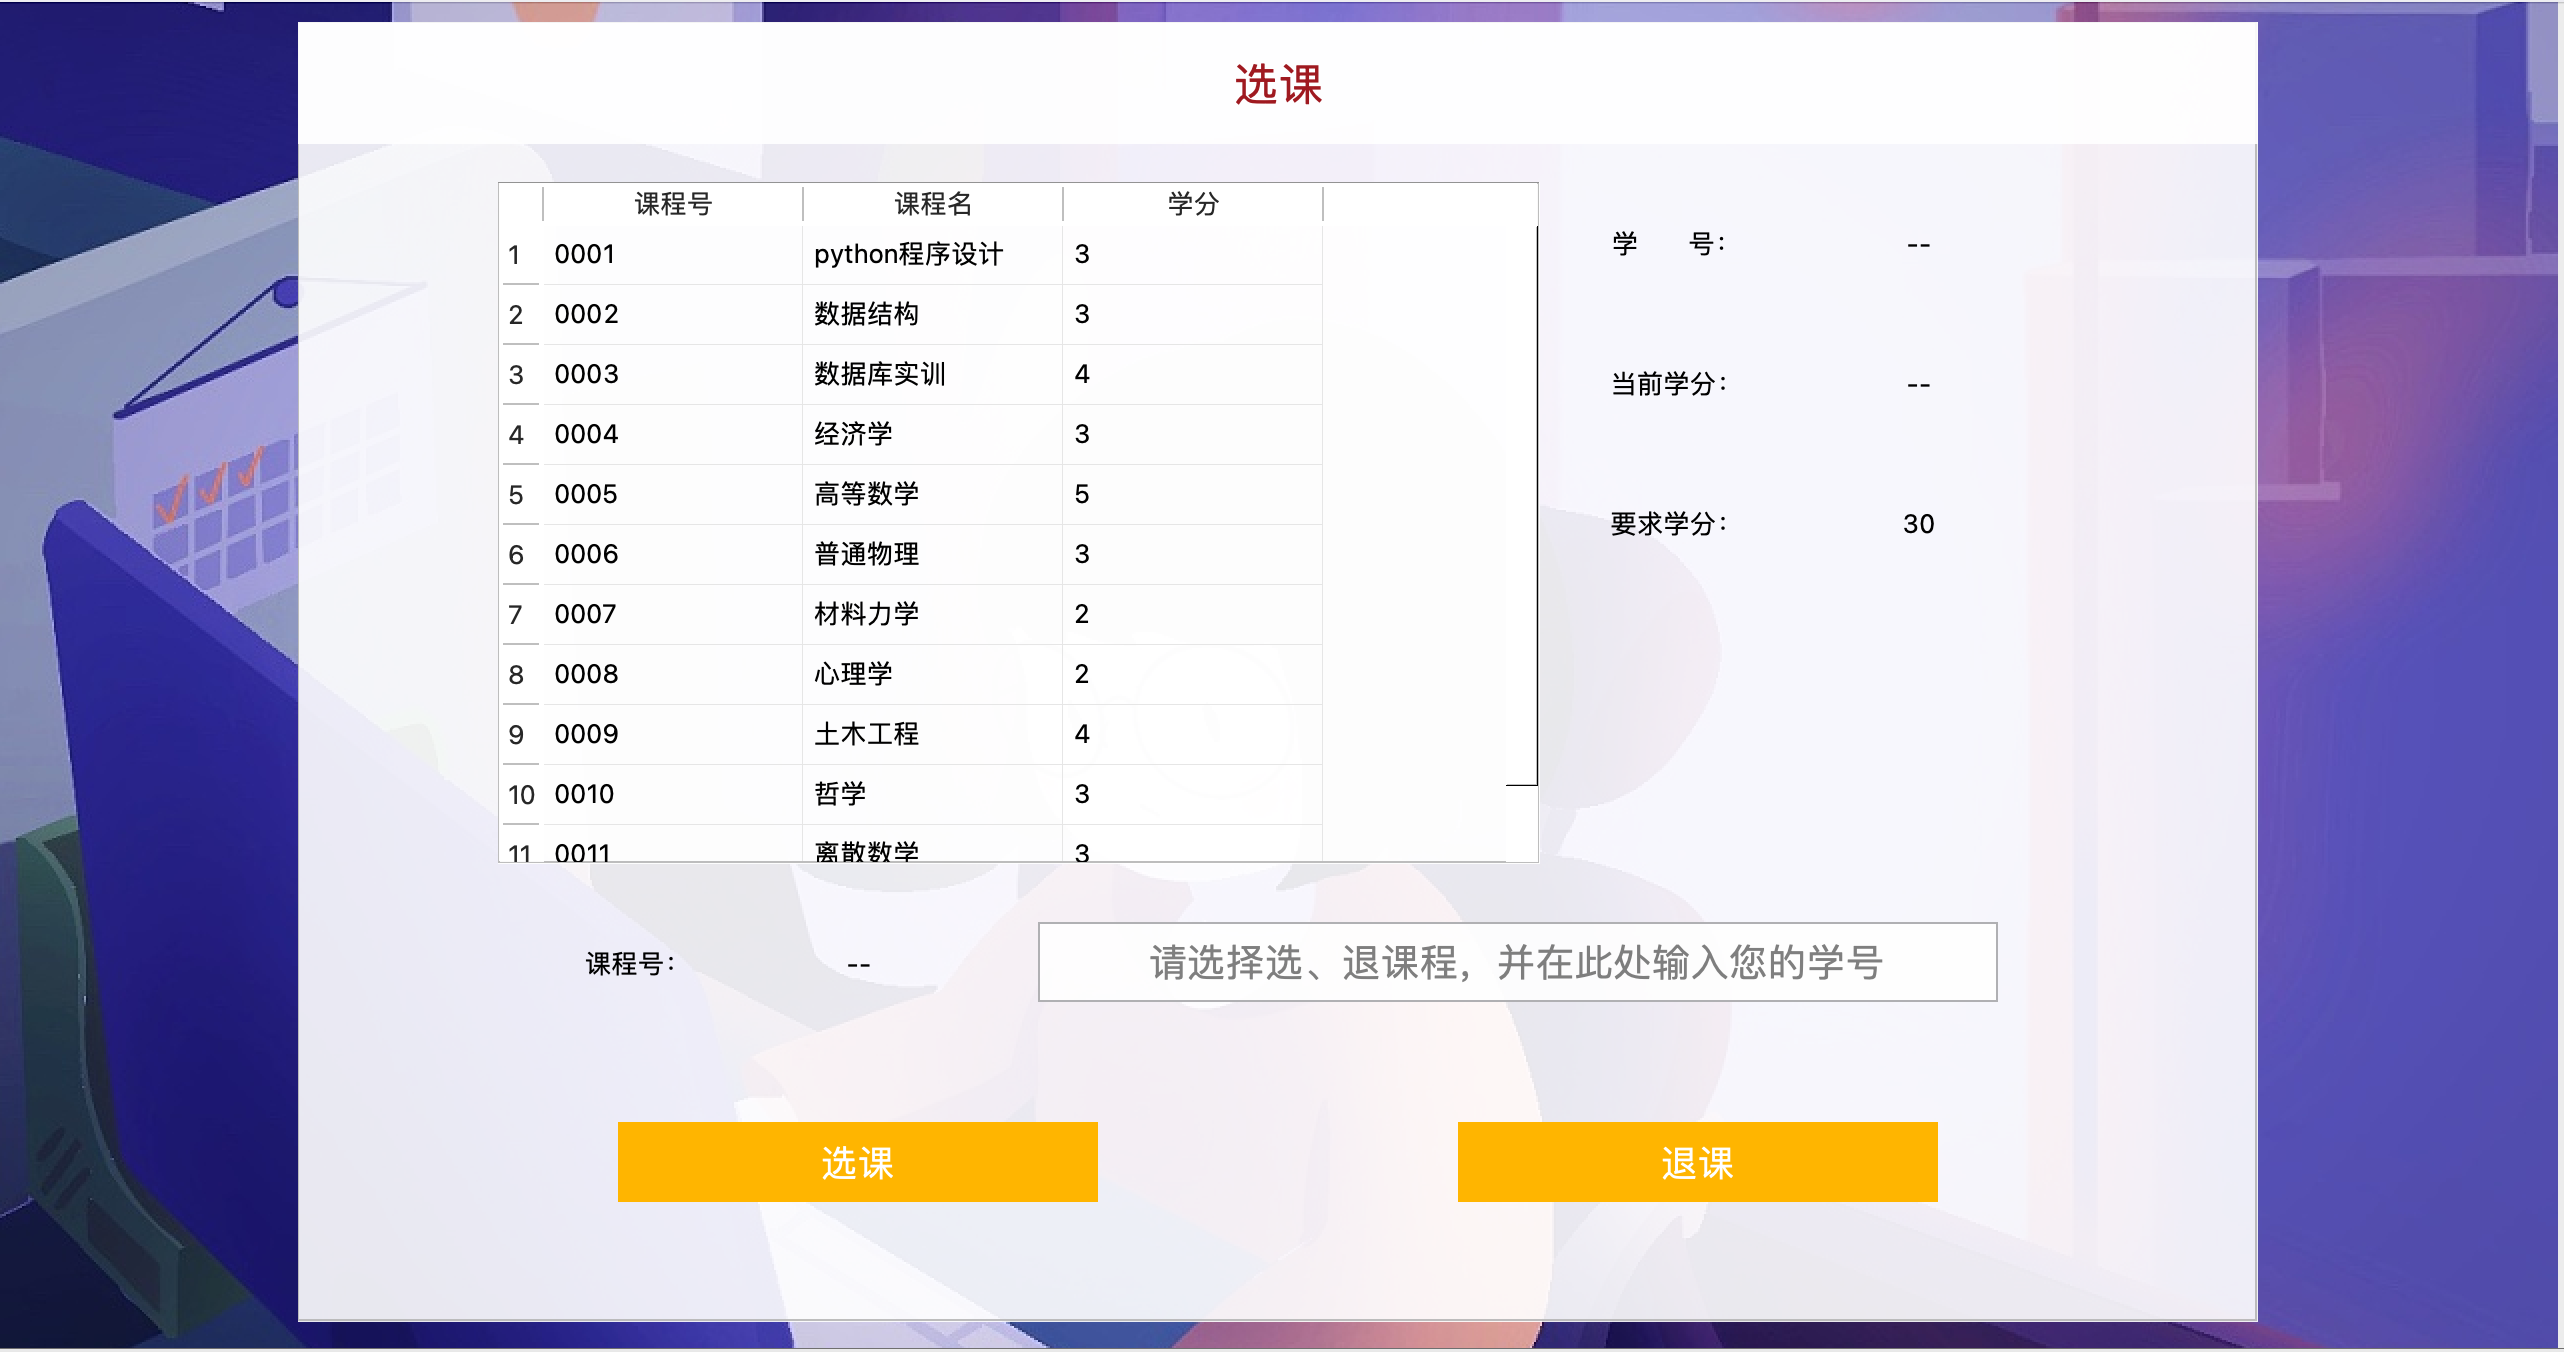 选课
课程号 课程名 学分
1 0001 python程序设计 3
2 0002 数据结构 3
3 0003 数据库实训 4
4 0004 经济学 3
5 0005 高等数学 5
6 0006 普通物理 3
7 0007 材料力学 2
8 0008 心理学 2
9 0009 土木工程 4
10 0010 哲学 3
11 0011 离散数学 3
学 号： --
当前学分： --
要求学分： 30
课程号： --
请选择选、退课程，并在此处输入您的学号
选课
退课